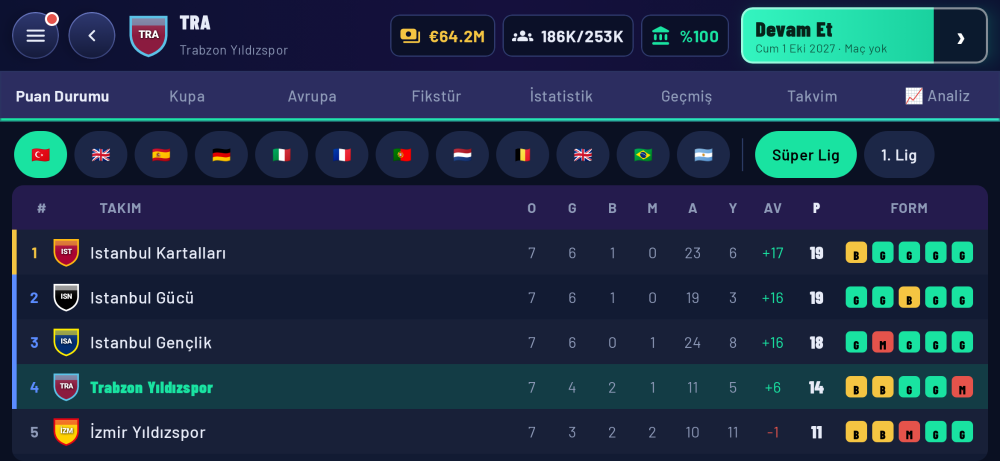 TRA
TRA
Trabzon Yıldızspor
€64.2M
186K/253K
%100
Devam Et
Cum 1 Eki 2027 · Maç yok
Puan Durumu Kupa Avrupa Fikstür İstatistik Geçmiş Takvim Analiz
Süper Lig 1. Lig
# TAKIM O G B M A Y AV P FORM
1 IST Istanbul Kartalları 7 6 1 0 23 6 +17 19 B G G G G
2 ISN Istanbul Gücü 7 6 1 0 19 3 +16 19 G G B G G
3 ISA Istanbul Gençlik 7 6 0 1 24 8 +16 18 G M G G G
4 TRA Trabzon Yıldızspor 7 4 2 1 11 5 +6 14 B B G G M
5 İZM İzmir Yıldızspor 7 3 2 2 10 11 -1 11 B B M G G